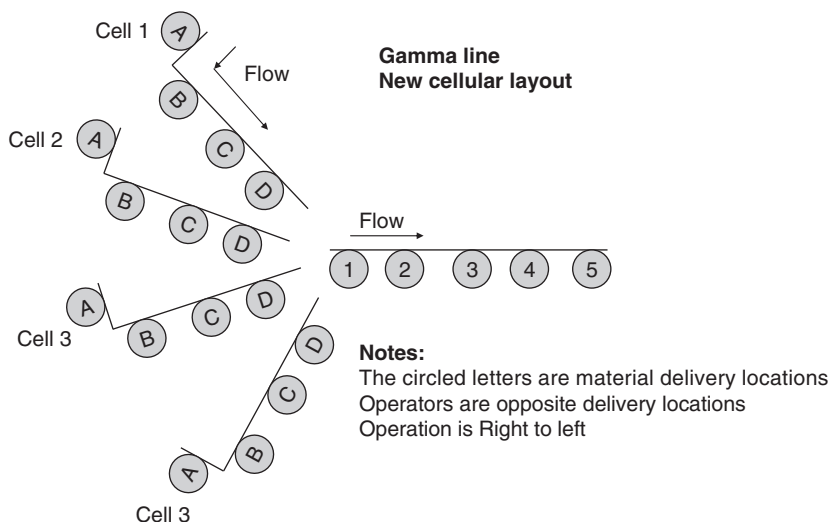 Cell 1
A
B
C
D
Flow
Gamma line
New cellular layout
Cell 2
A
B
C
D
Flow
1 2 3 4 5
A
B
C
D
Cell 3
A
B
C
D
Cell 3
Notes:
The circled letters are material delivery locations
Operators are opposite delivery locations
Operation is Right to left